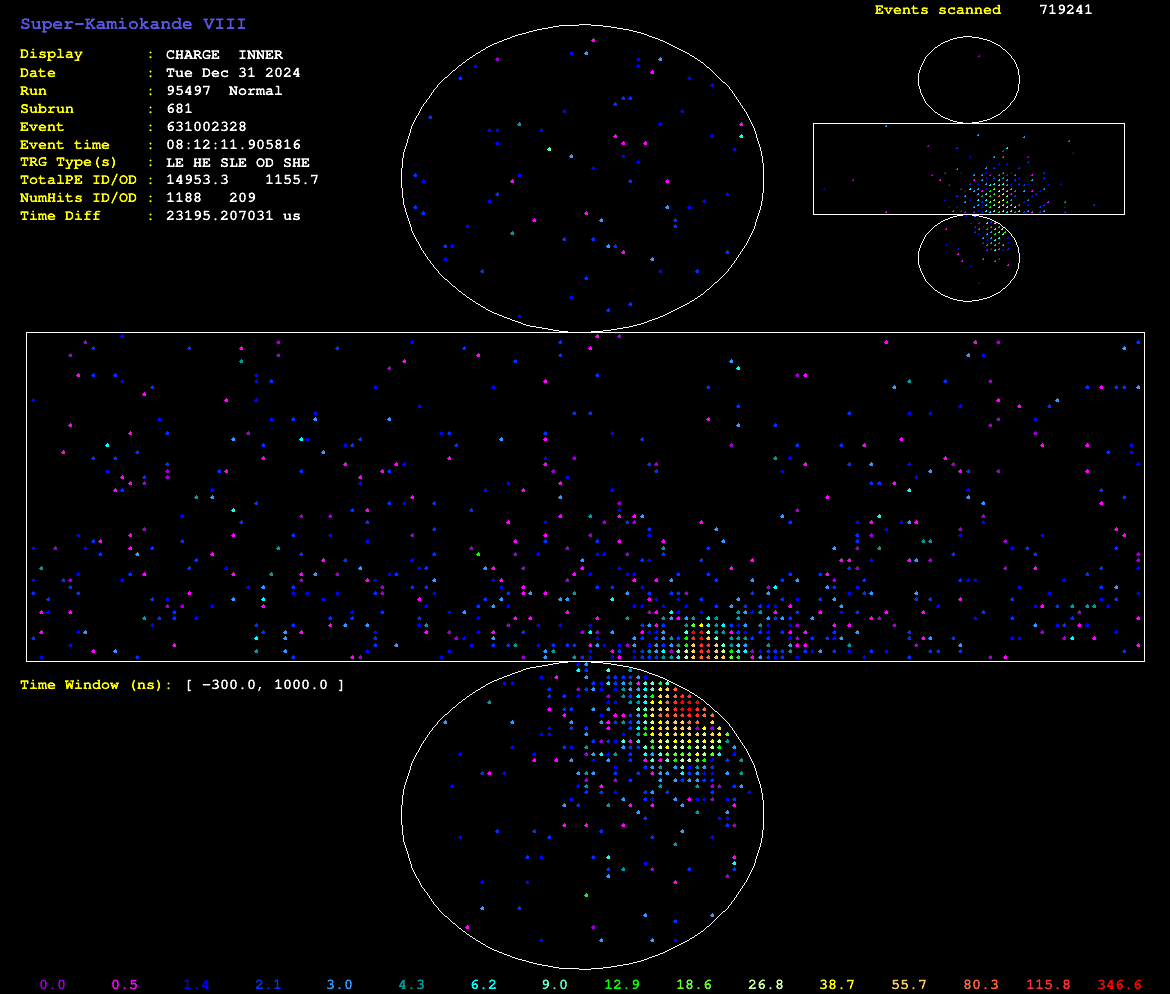 Super-Kamiokande VIII
Events scanned 719241
Display : CHARGE INNER
Date : Tue Dec 31 2024
Run : 95497 Normal
Subrun : 681
Event : 631002328
Event time : 08:12:11.905816
TRG Type(s) : LE HE SLE OD SHE
TotalPE ID/OD : 14953.3 1155.7
NumHits ID/OD : 1188 209
Time Diff : 23195.207031 us
Time Window (ns): [ −300.0, 1000.0 ]
0.0 0.5 1.4 2.1 3.0 4.3 6.2 9.0 12.9 18.6 26.8 38.7 55.7 80.3 115.8 346.6